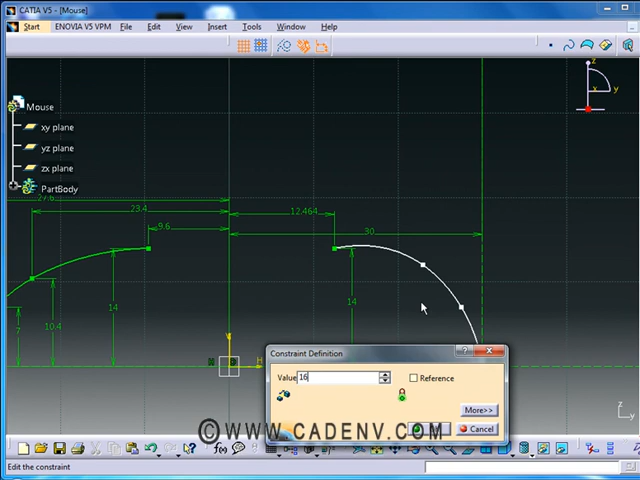 CATIA V5 - [Mouse]
Start ENOVIA V5 VPM File Edit View Insert Tools Window Help
z
x y
Mouse
xy plane
yz plane
zx plane
PartBody
27.6
23.4
12.464
9.6
30
14
14
10.4
7
V
H
Constraint Definition
Value 16
Reference
More>>
Cancel
©WWW.CADENV.COM
z
Edit the constraint